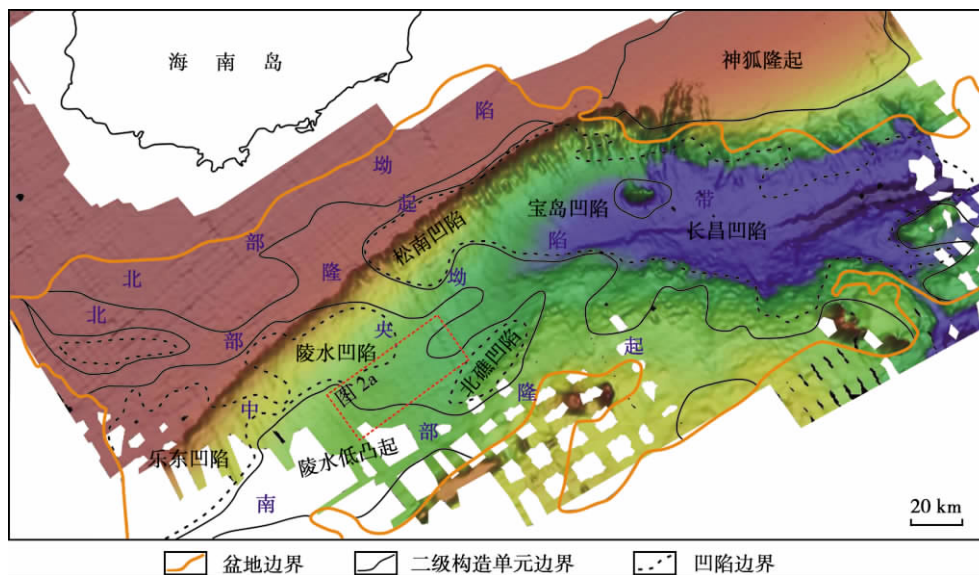 海南岛
神狐隆起
北部坳陷
北部隆起
中央坳陷带
南部隆起
松南凹陷
宝岛凹陷
长昌凹陷
陵水凹陷
北礁凹陷
图2a
乐东凹陷
陵水低凸起
20 km
盆地边界
二级构造单元边界
凹陷边界